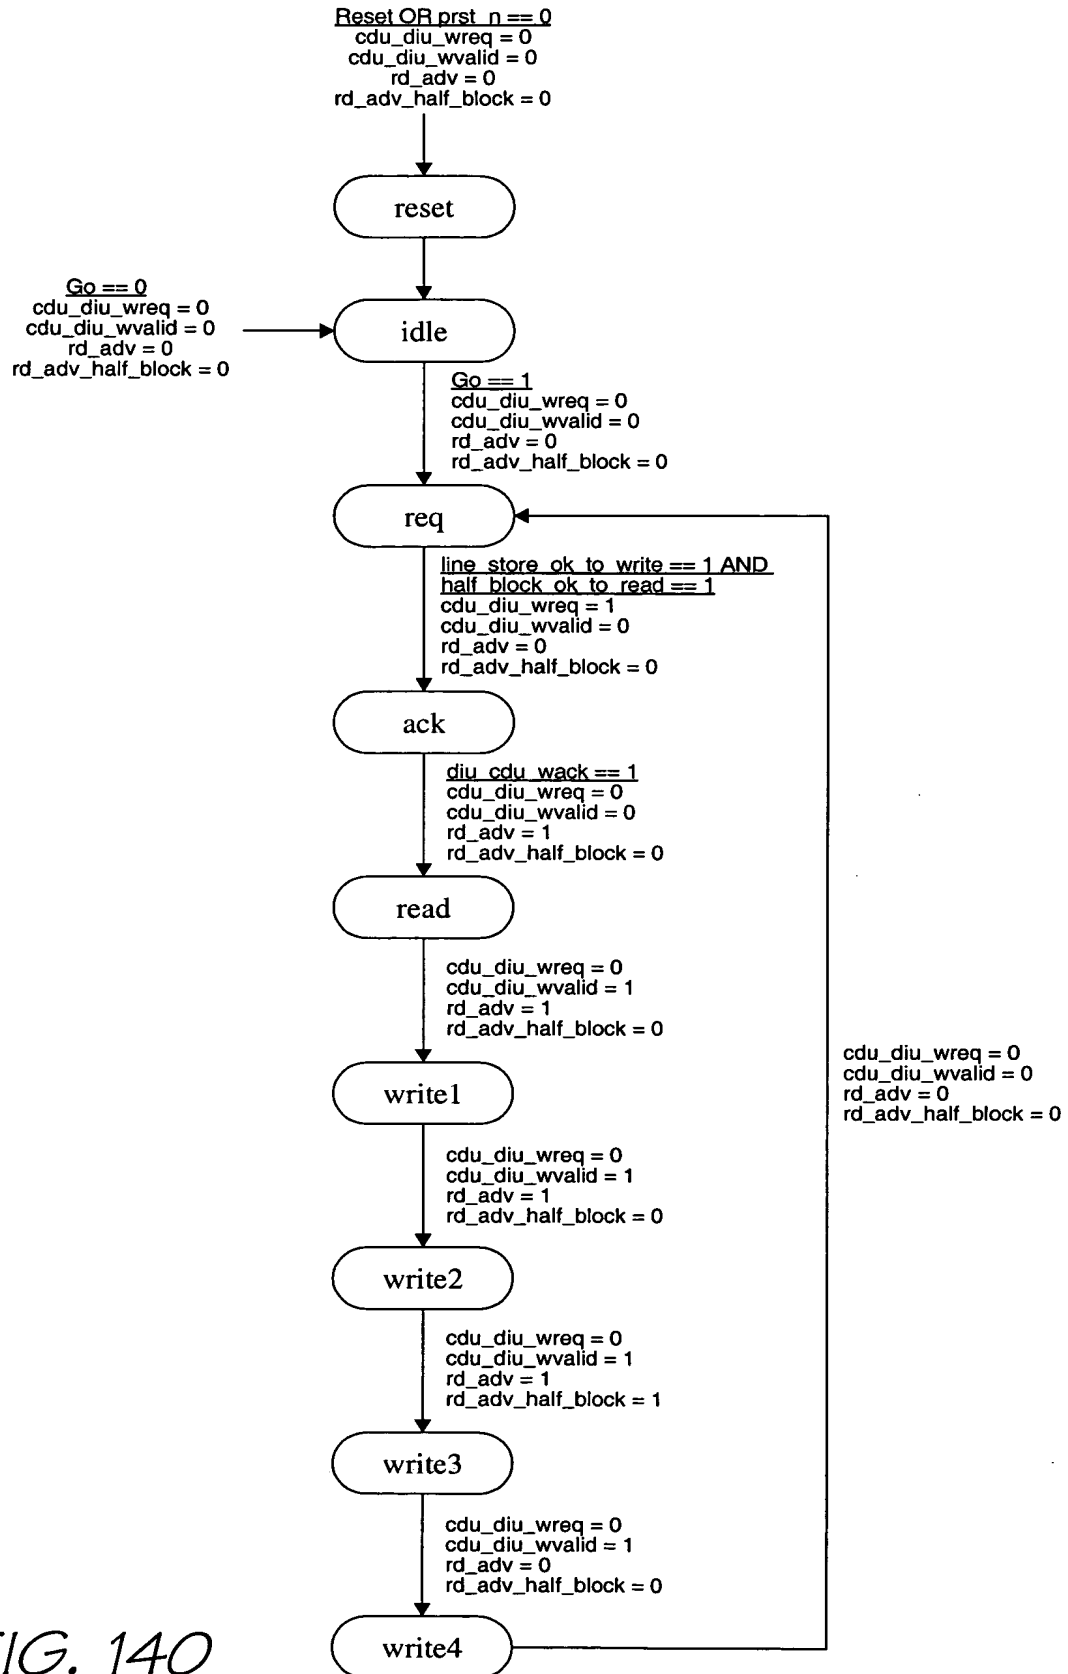 Reset OR prst_n == 0
cdu_diu_wreq = 0
cdu_diu_wvalid = 0
rd_adv = 0
rd_adv_half_block = 0
reset
Go == 0
cdu_diu_wreq = 0
cdu_diu_wvalid = 0
rd_adv = 0
rd_adv_half_block = 0
idle
Go == 1
cdu_diu_wreq = 0
cdu_diu_wvalid = 0
rd_adv = 0
rd_adv_half_block = 0
req
line_store_ok_to_write == 1 AND
half_block_ok_to_read == 1
cdu_diu_wreq = 1
cdu_diu_wvalid = 0
rd_adv = 0
rd_adv_half_block = 0
ack
diu_cdu_wack == 1
cdu_diu_wreq = 0
cdu_diu_wvalid = 0
rd_adv = 1
rd_adv_half_block = 0
read
cdu_diu_wreq = 0
cdu_diu_wvalid = 1
rd_adv = 1
rd_adv_half_block = 0
cdu_diu_wreq = 0
cdu_diu_wvalid = 0
rd_adv = 0
rd_adv_half_block = 0
write1
cdu_diu_wreq = 0
cdu_diu_wvalid = 1
rd_adv = 1
rd_adv_half_block = 0
write2
cdu_diu_wreq = 0
cdu_diu_wvalid = 1
rd_adv = 1
rd_adv_half_block = 1
write3
cdu_diu_wreq = 0
cdu_diu_wvalid = 1
rd_adv = 0
rd_adv_half_block = 0
write4
FIG. 140